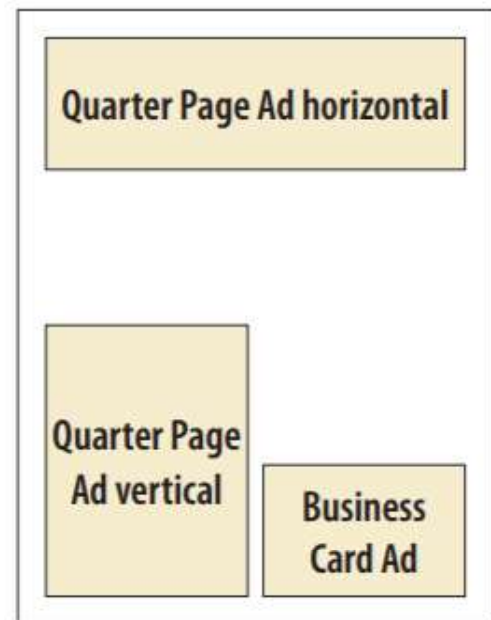 Quarter Page Ad horizontal
Quarter Page
Ad vertical
Business
Card Ad